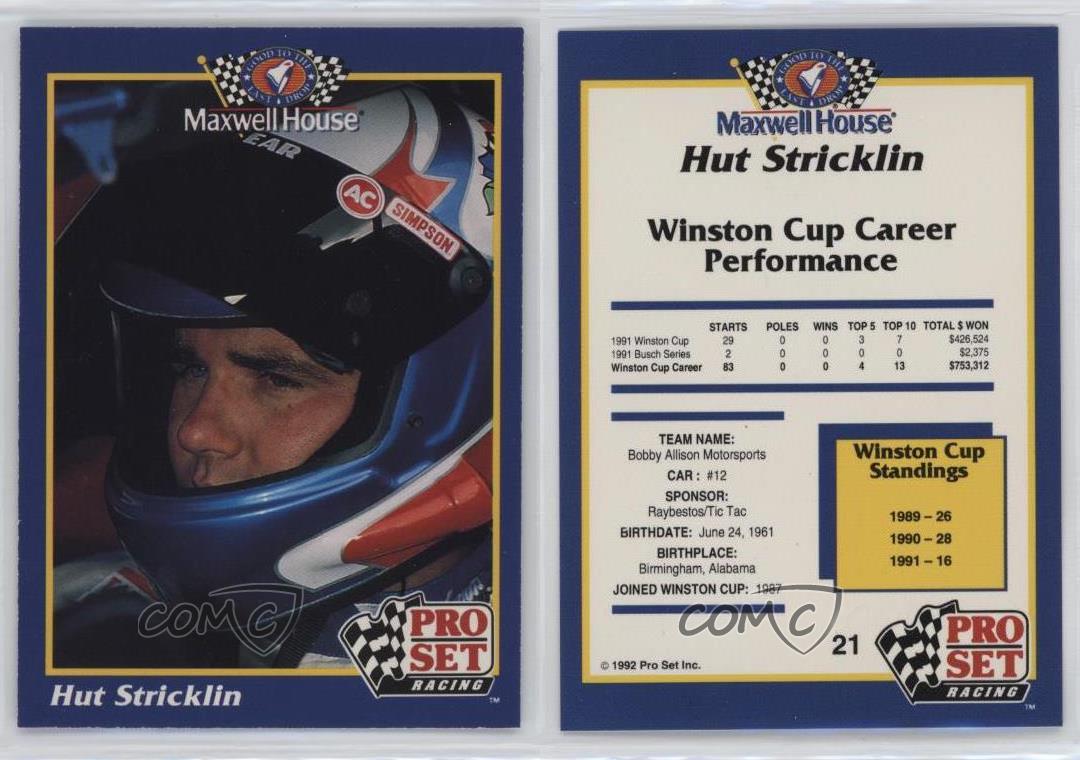 GOOD TO THE
LAST DROP
Maxwell House®
EAR
AC
SIMPSON
COMC
PRO
SET
RACING
™
Hut Stricklin
GOOD TO THE
LAST DROP
Maxwell House®
Hut Stricklin
Winston Cup Career
Performance
STARTS POLES WINS TOP 5 TOP 10 TOTAL $ WON
1991 Winston Cup 29 0 0 3 7 $426,524
1991 Busch Series 2 0 0 0 0 $2,375
Winston Cup Career 83 0 0 4 13 $753,312
TEAM NAME:
Bobby Allison Motorsports
CAR : #12
SPONSOR:
Raybestos/Tic Tac
BIRTHDATE: June 24, 1961
BIRTHPLACE:
Birmingham, Alabama
JOINED WINSTON CUP: 1987
Winston Cup
Standings
1989 – 26
1990 – 28
1991 – 16
COMC
21
© 1992 Pro Set Inc.
PRO
SET
RACING
™